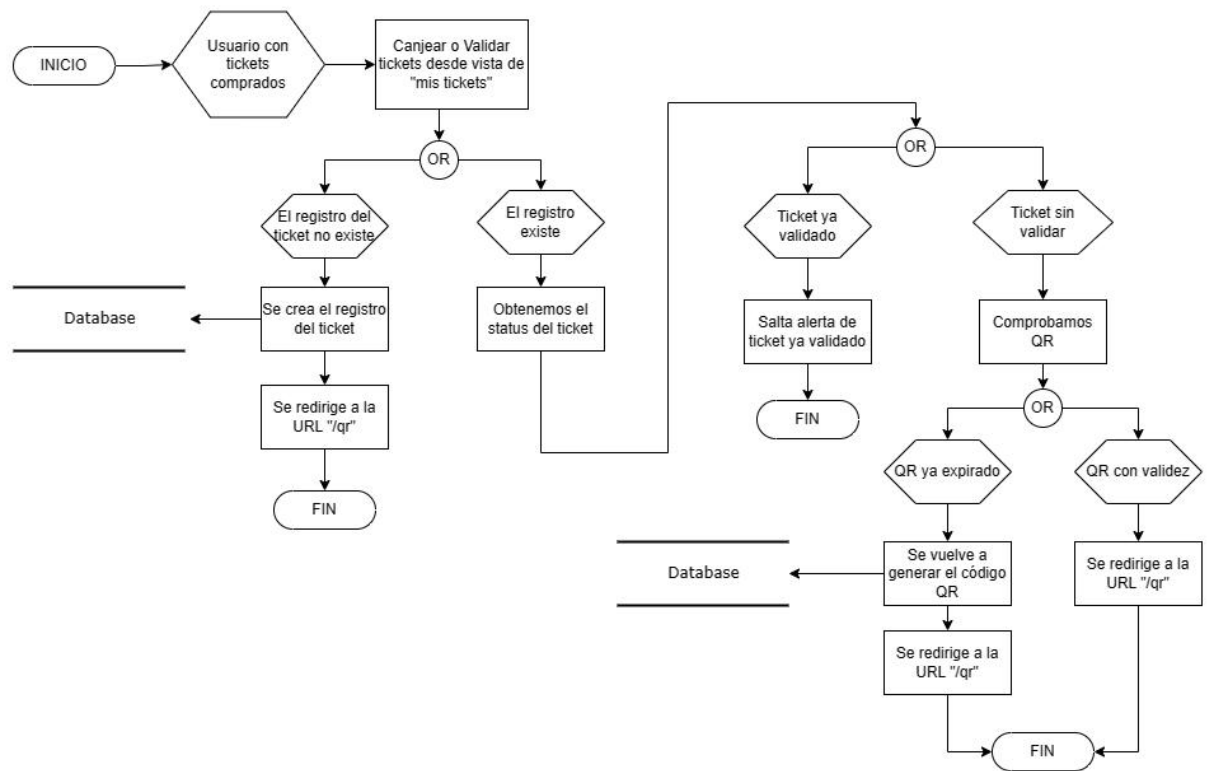 INICIO
Usuario con
tickets
comprados
Canjear o Validar
tickets desde vista de
"mis tickets"
OR
El registro del
ticket no existe
El registro
existe
Se crea el registro
del ticket
Database
Obtenemos el
status del ticket
Se redirige a la
URL "/qr"
FIN
OR
Ticket ya
validado
Ticket sin
validar
Salta alerta de
ticket ya validado
Comprobamos
QR
FIN
OR
QR ya expirado
QR con validez
Database
Se vuelve a
generar el código
QR
Se redirige a la
URL "/qr"
Se redirige a la
URL "/qr"
FIN